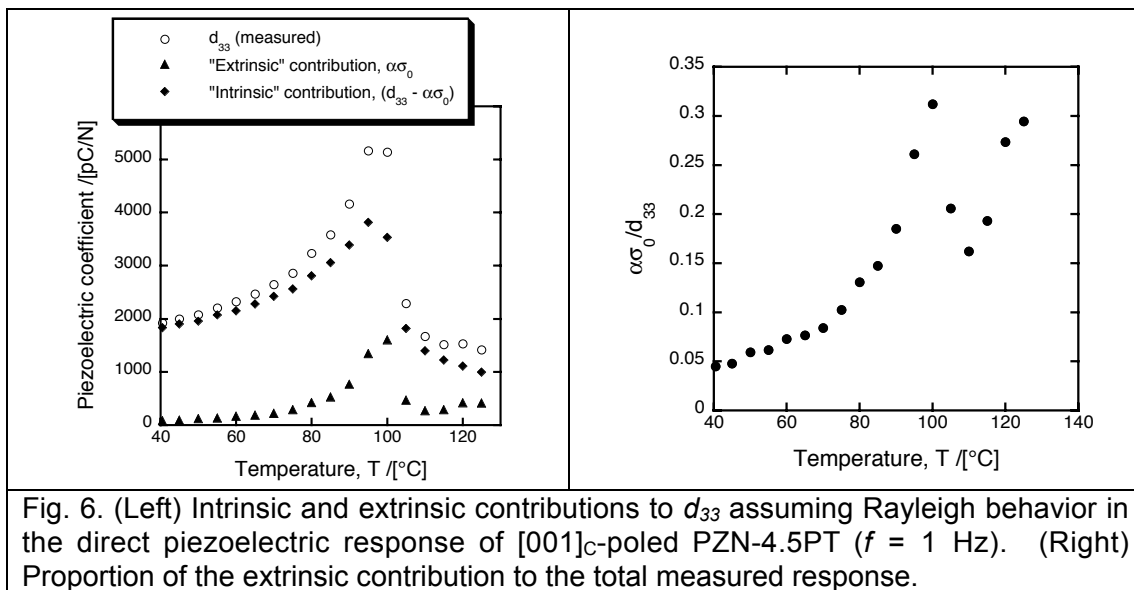 d33 (measured)
"Extrinsic" contribution, ασ0
"Intrinsic" contribution, (d33 - ασ0)
Piezoelectric coefficient /[pC/N]
5000
4000
3000
2000
1000
0
40 60 80 100 120
Temperature, T /[°C]
ασ0/d33
0.35
0.3
0.25
0.2
0.15
0.1
0.05
0
40 60 80 100 120 140
Temperature, T /[°C]
Fig. 6. (Left) Intrinsic and extrinsic contributions to d33 assuming Rayleigh behavior in
the direct piezoelectric response of [001]C-poled PZN-4.5PT (f = 1 Hz). (Right)
Proportion of the extrinsic contribution to the total measured response.